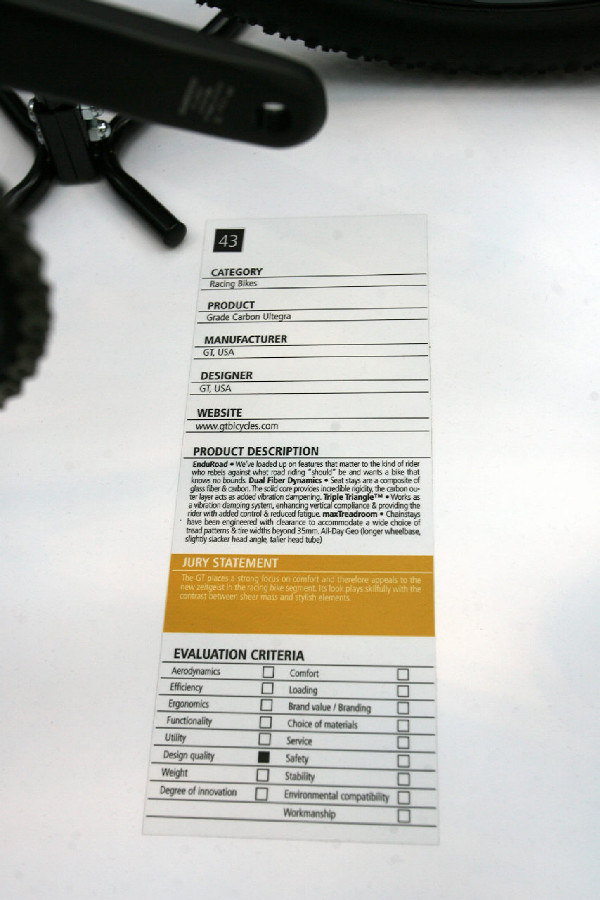 43
CATEGORY
Racing Bikes
PRODUCT
Grade Carbon Ultegra
MANUFACTURER
GT, USA
DESIGNER
GT, USA
WEBSITE
www.gtbicycles.com
PRODUCT DESCRIPTION
EnduRoad • We've loaded up on features that matter to the kind of rider
who rebels against what road riding "should" be and wants a bike that
knows no bounds. Dual Fiber Dynamics • Seat stays are a composite of
glass fiber & carbon. The solid core provides incredible rigidity, the carbon ou-
ter layer acts as added vibration dampening. Triple Triangle™ • Works as
a vibration damping system, enhancing vertical compliance & providing the
rider with added control & reduced fatigue. maxTreadroom • Chainstays
have been engineered with clearance to accommodate a wide choice of
tread patterns & tire widths beyond 35mm. All-Day Geo (longer wheelbase,
slightly slacker head angle, taller head tube)
JURY STATEMENT
The GT places a strong focus on comfort and therefore appeals to the
new zeitgeist in the racing bike segment. Its look plays skilfully with the
contrast between sheer mass and stylish elements.
EVALUATION CRITERIA
Aerodynamics Comfort
Efficiency Loading
Ergonomics Brand value / Branding
Functionality Choice of materials
Utility Service
Design quality Safety
Weight Stability
Degree of innovation Environmental compatibility
Workmanship